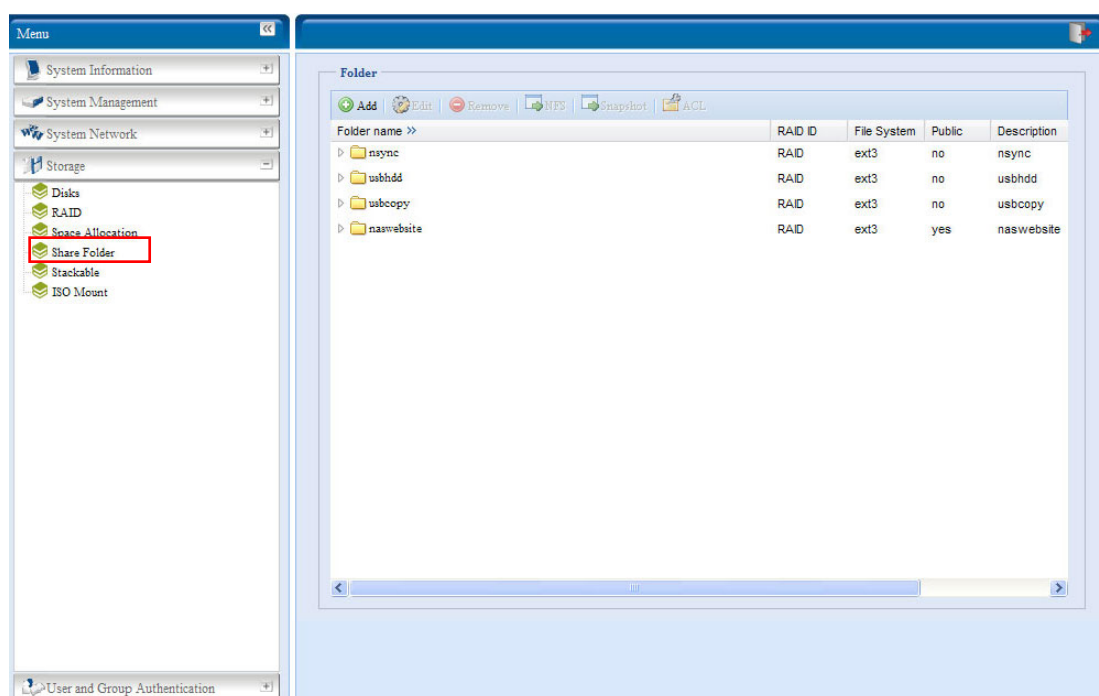 Menu
System Information
System Management
System Network
Storage
Disks
RAID
Space Allocation
Share Folder
Stackable
ISO Mount
User and Group Authentication
Folder
Add Edit Remove NFS Snapshot ACL
Folder name >> RAID ID File System Public Description
nsync RAID ext3 no nsync
usbhdd RAID ext3 no usbhdd
usbcopy RAID ext3 no usbcopy
naswebsite RAID ext3 yes naswebsite